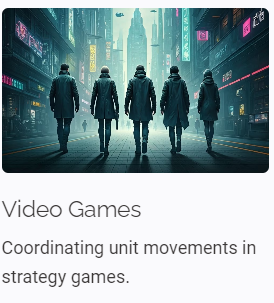 Video Games
Coordinating unit movements in
strategy games.